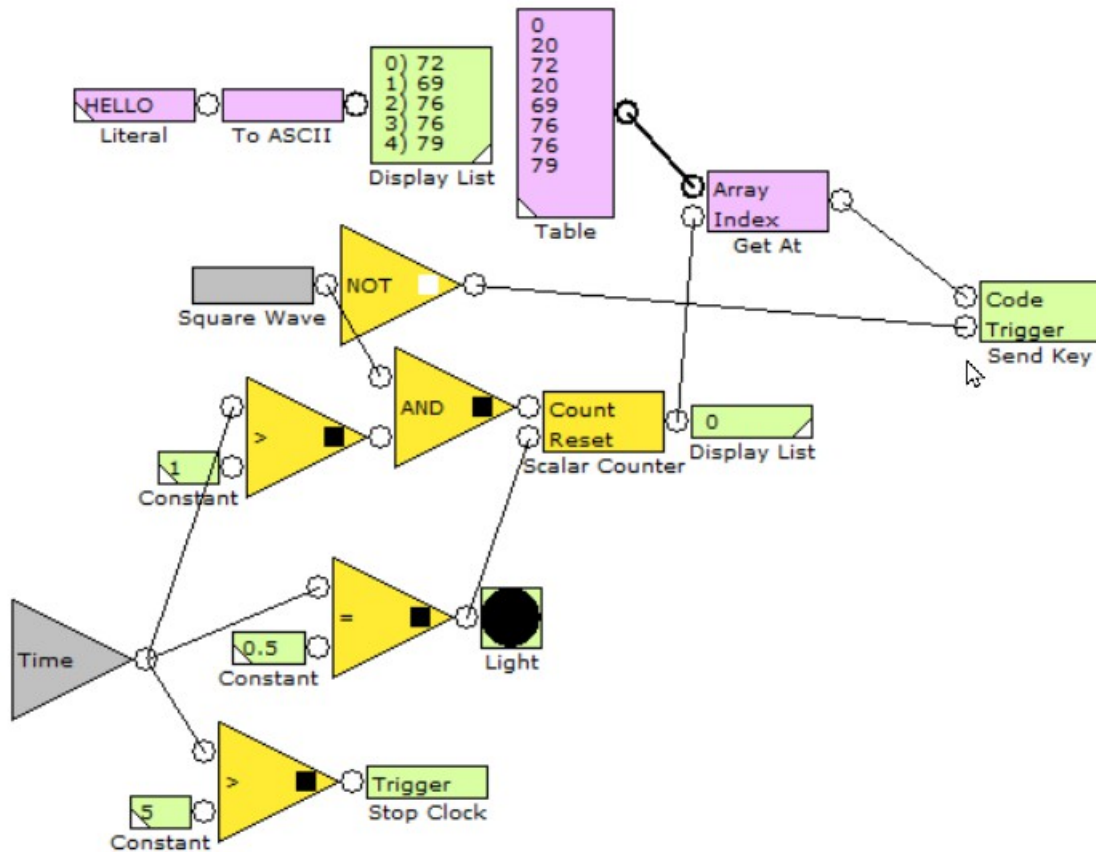 HELLO
Literal
To ASCII
0) 72
1) 69
2) 76
3) 76
4) 79
Display List
0
20
72
20
69
76
76
79
Table
Array
Index
Get At
Square Wave
NOT
Code
Trigger
Send Key
>
1
Constant
AND
Count
Reset
Scalar Counter
0
Display List
Time
=
0.5
Constant
Light
>
5
Constant
Trigger
Stop Clock